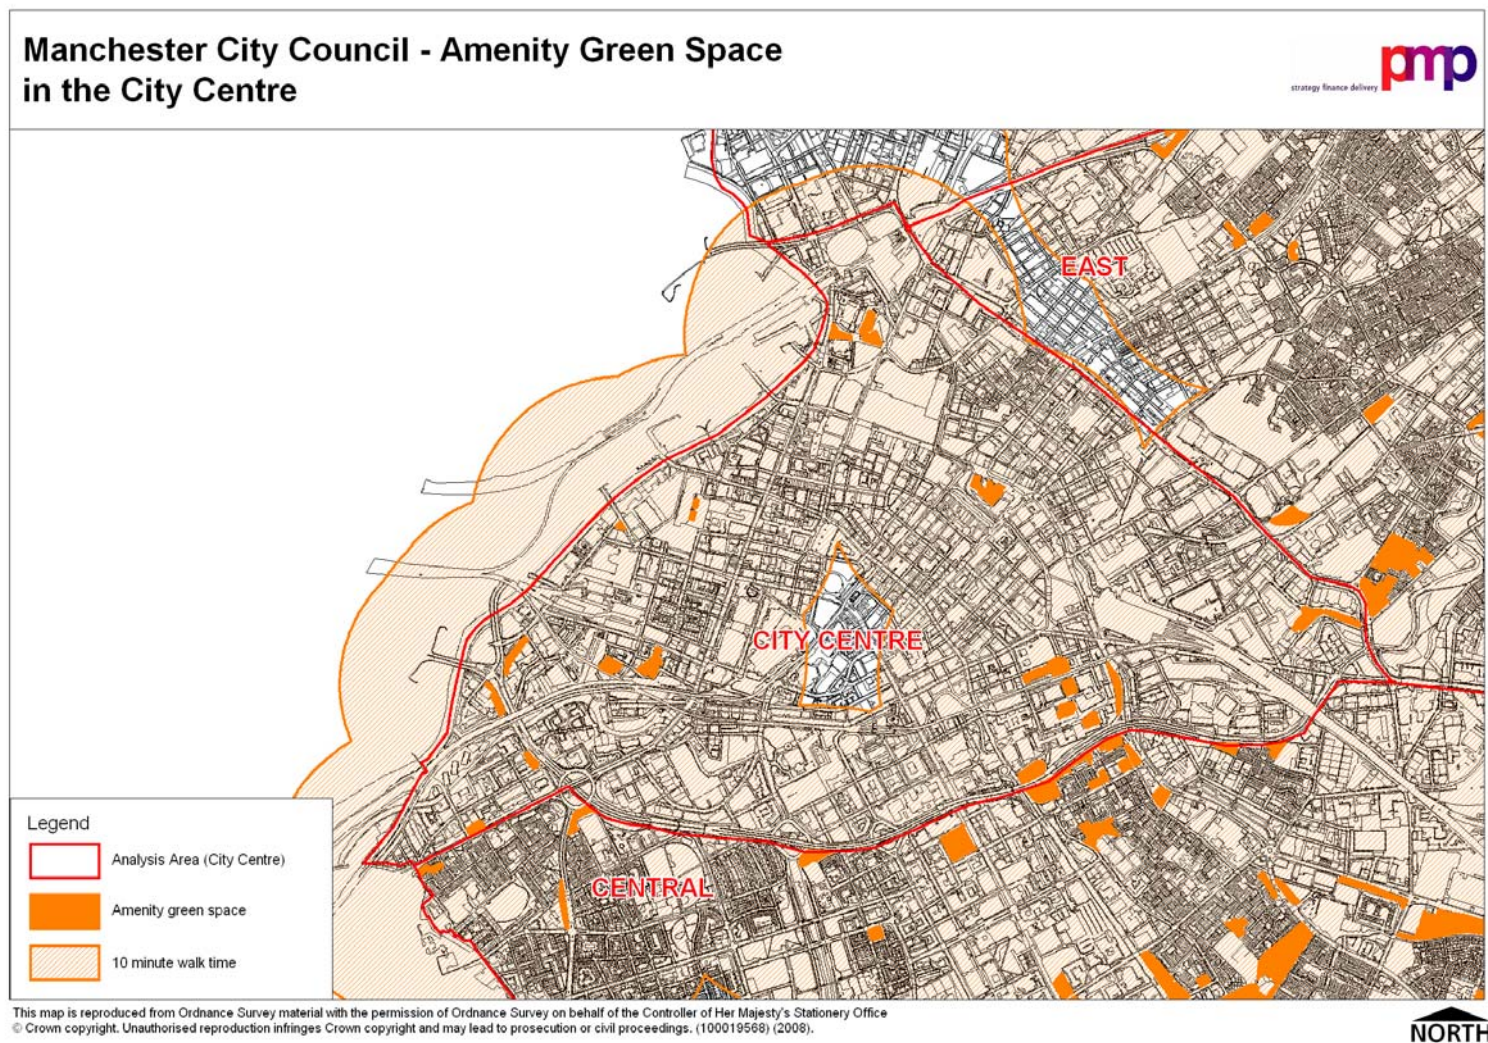 Manchester City Council - Amenity Green Space
in the City Centre
pmp
strategy finance delivery
EAST
CITY CENTRE
CENTRAL
Legend
Analysis Area (City Centre)
Amenity green space
10 minute walk time
This map is reproduced from Ordnance Survey material with the permission of Ordnance Survey on behalf of the Controller of Her Majesty's Stationery Office
© Crown copyright. Unauthorised reproduction infringes Crown copyright and may lead to prosecution or civil proceedings. (100019568) (2008).
NORTH